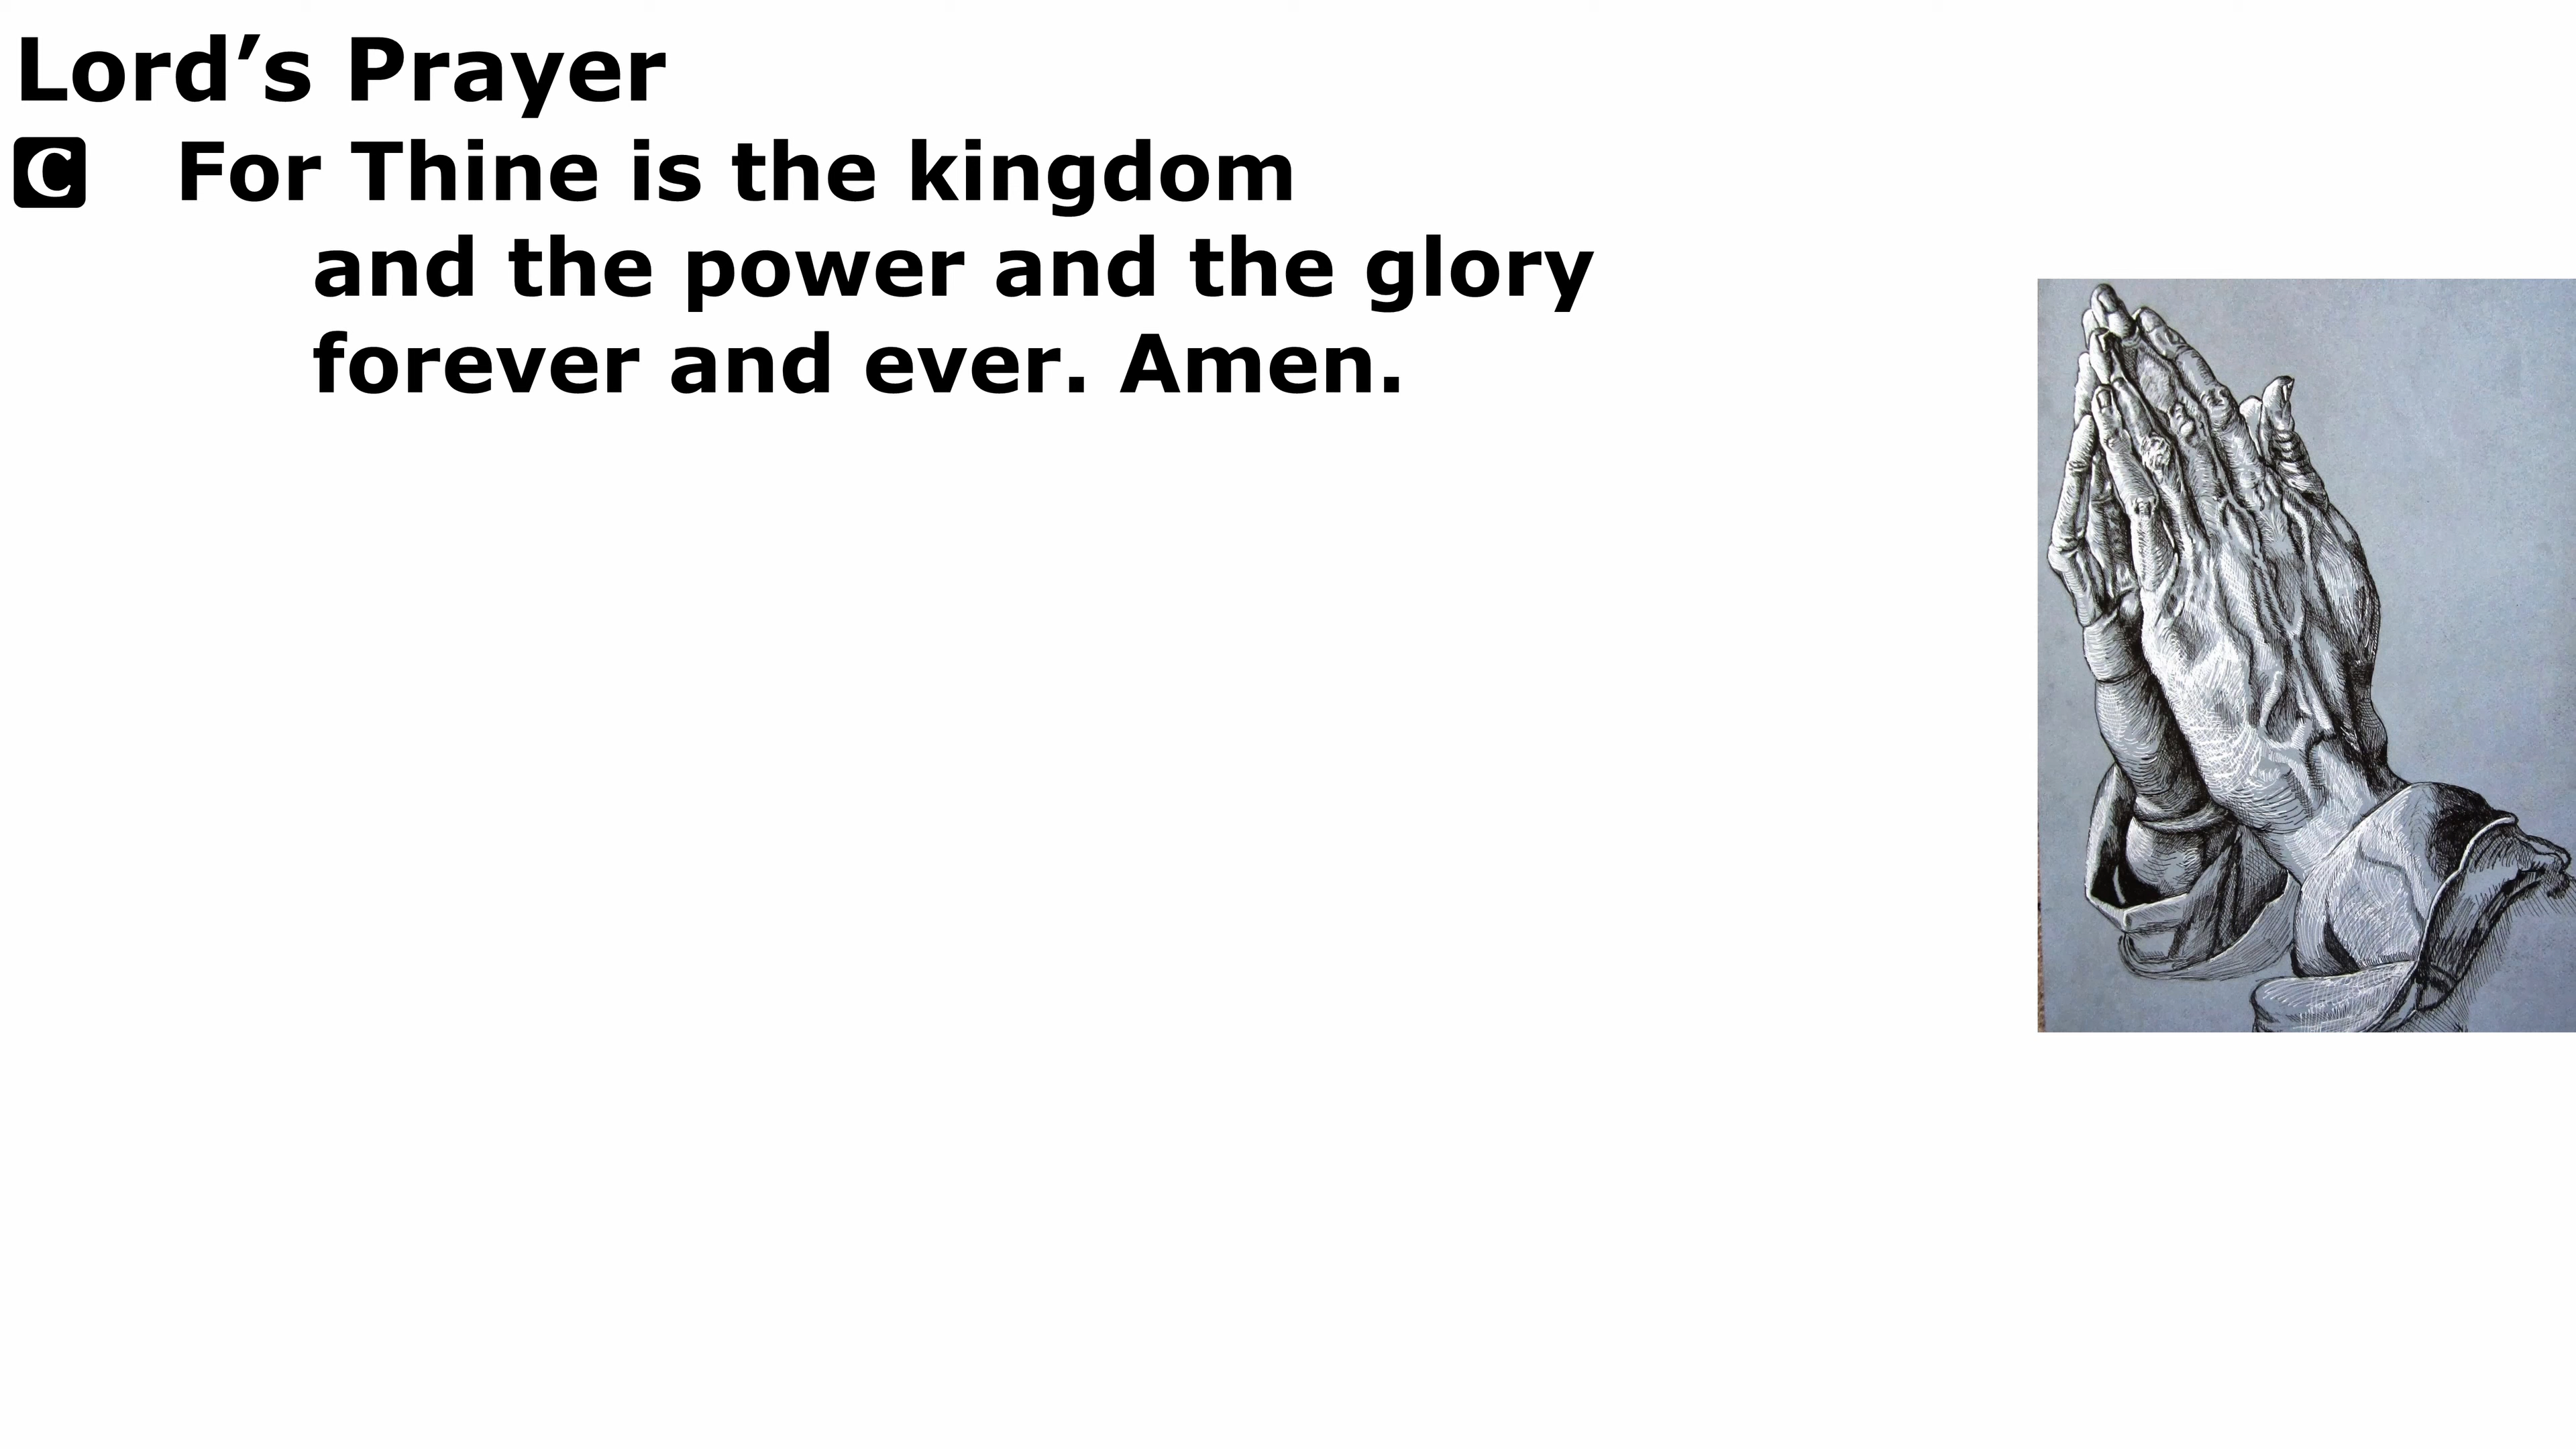 Lord’s Prayer
C For Thine is the kingdom
and the power and the glory
forever and ever. Amen.